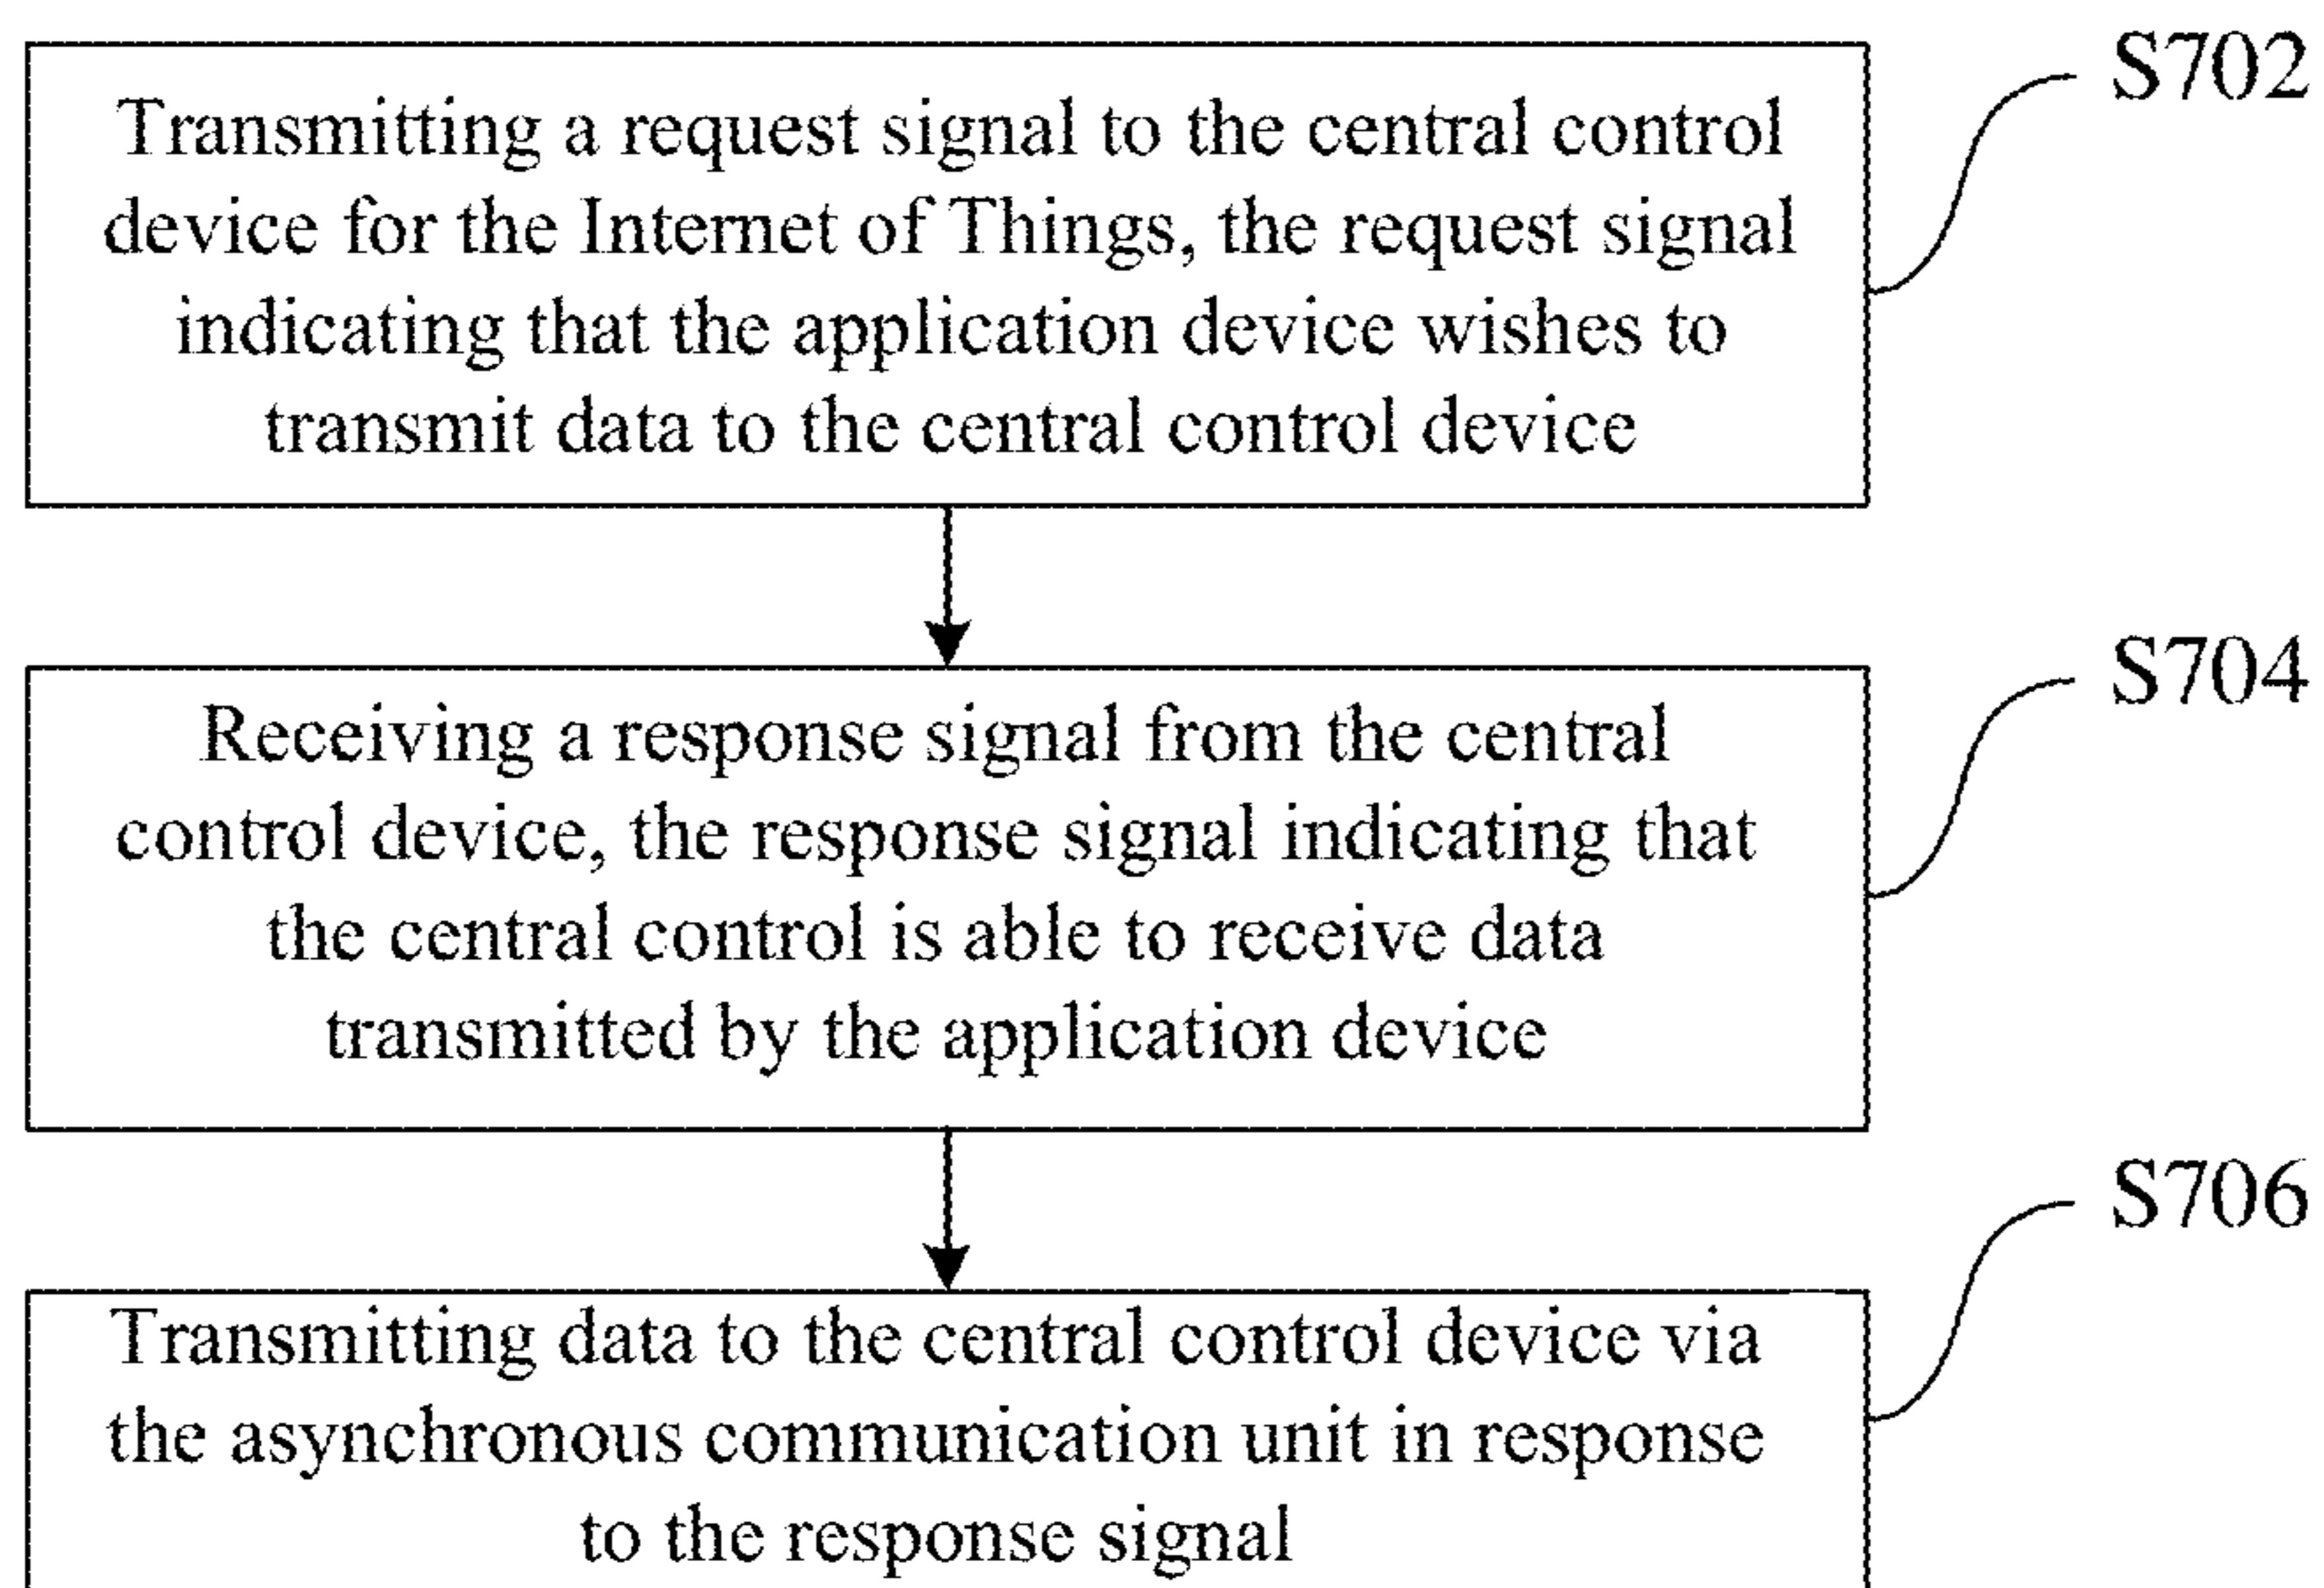 S702
Transmitting a request signal to the central control
device for the Internet of Things, the request signal
indicating that the application device wishes to
transmit data to the central control device
S704
Receiving a response signal from the central
control device, the response signal indicating that
the central control is able to receive data
transmitted by the application device
S706
Transmitting data to the central control device via
the asynchronous communication unit in response
to the response signal